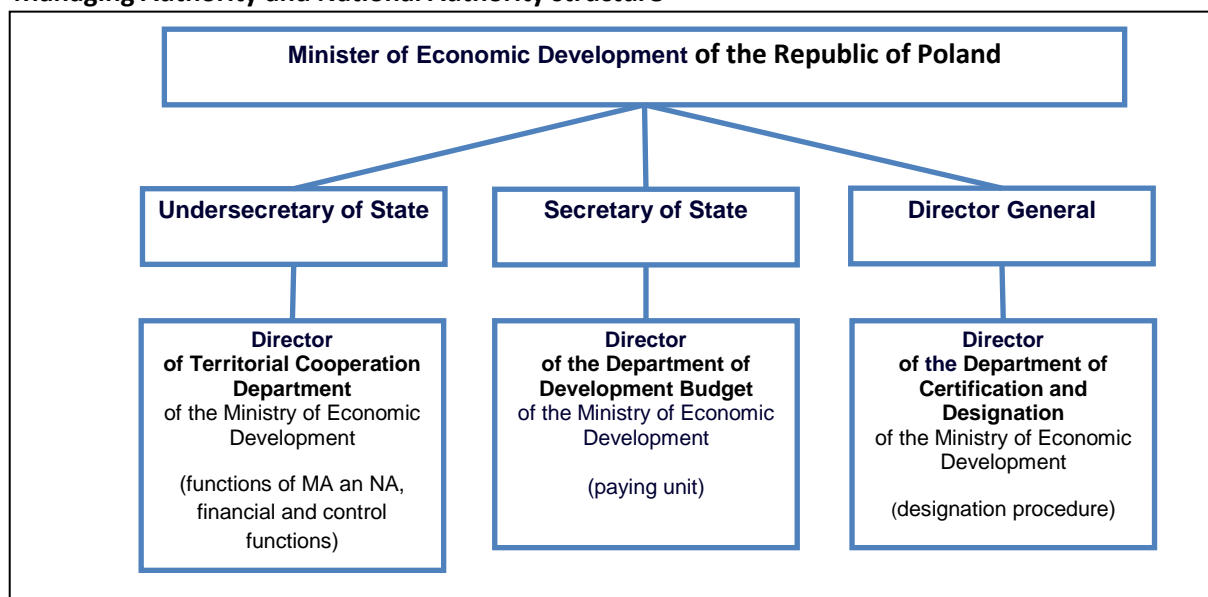 Managing Authority and National Authority structure
Minister of Economic Development of the Republic of Poland
Undersecretary of State
Secretary of State
Director General
Director
of Territorial Cooperation
Department
of the Ministry of Economic
Development
(functions of MA an NA,
financial and control
functions)
Director
of the Department of
Development Budget
of the Ministry of Economic
Development
(paying unit)
Director
of the Department of
Certification and
Designation
of the Ministry of Economic
Development
(designation procedure)